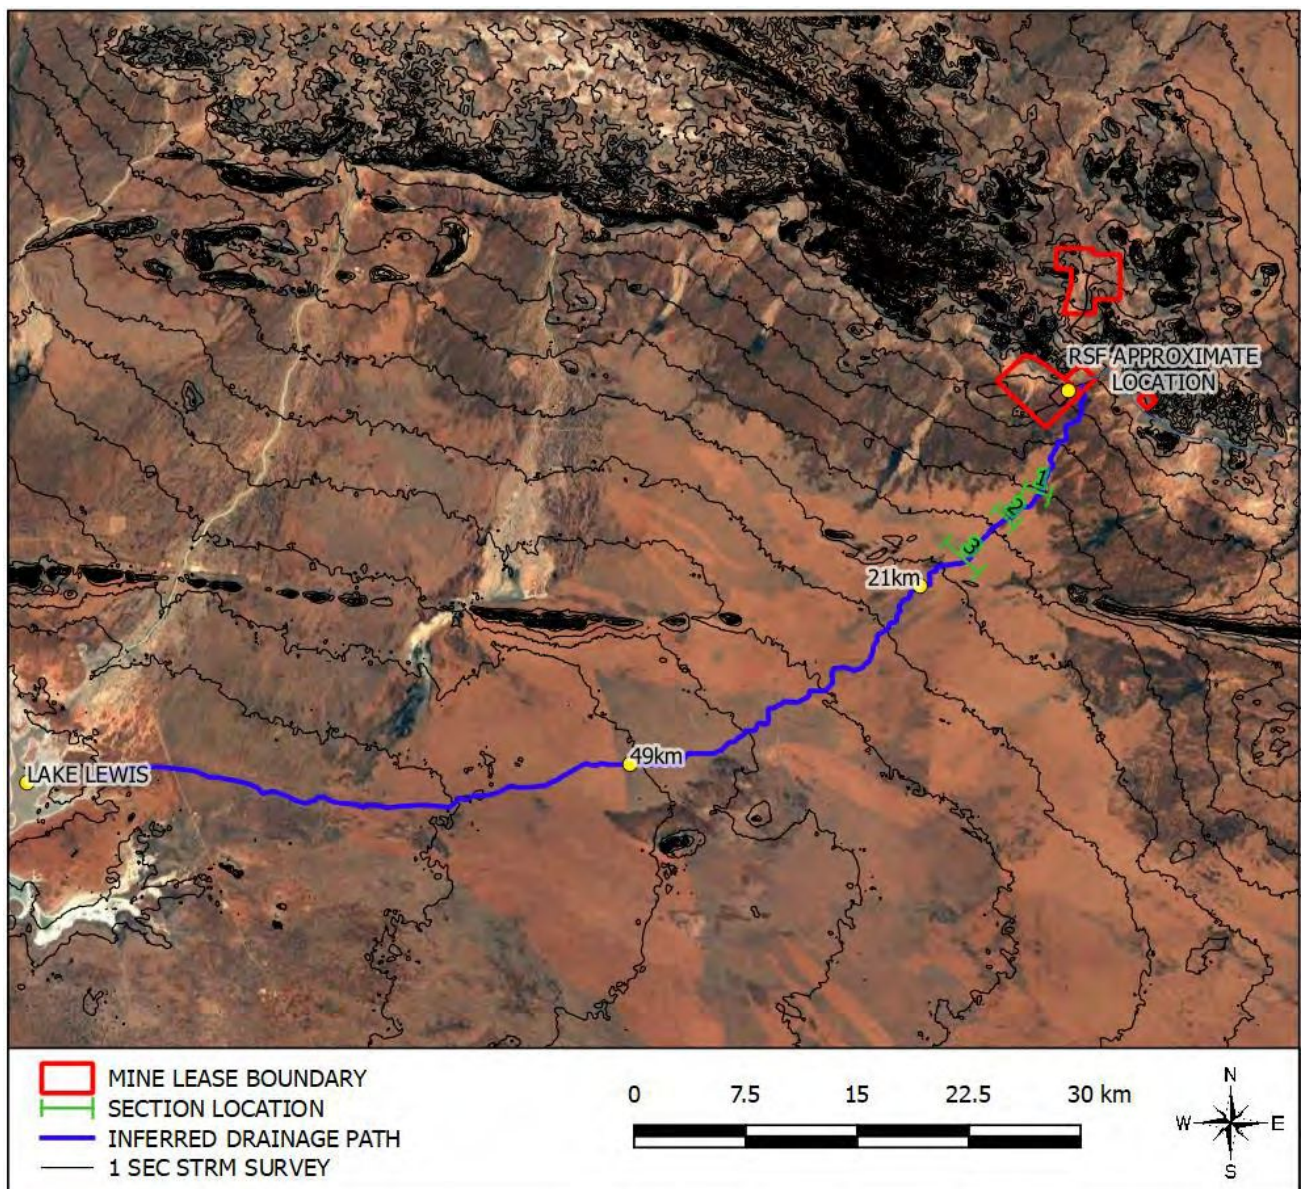 RSF APPROXIMATE
LOCATION
1
2
3
21km
49km
LAKE LEWIS
MINE LEASE BOUNDARY
SECTION LOCATION
INFERRED DRAINAGE PATH
1 SEC STRM SURVEY
0 7.5 15 22.5 30 km
N
W E
S